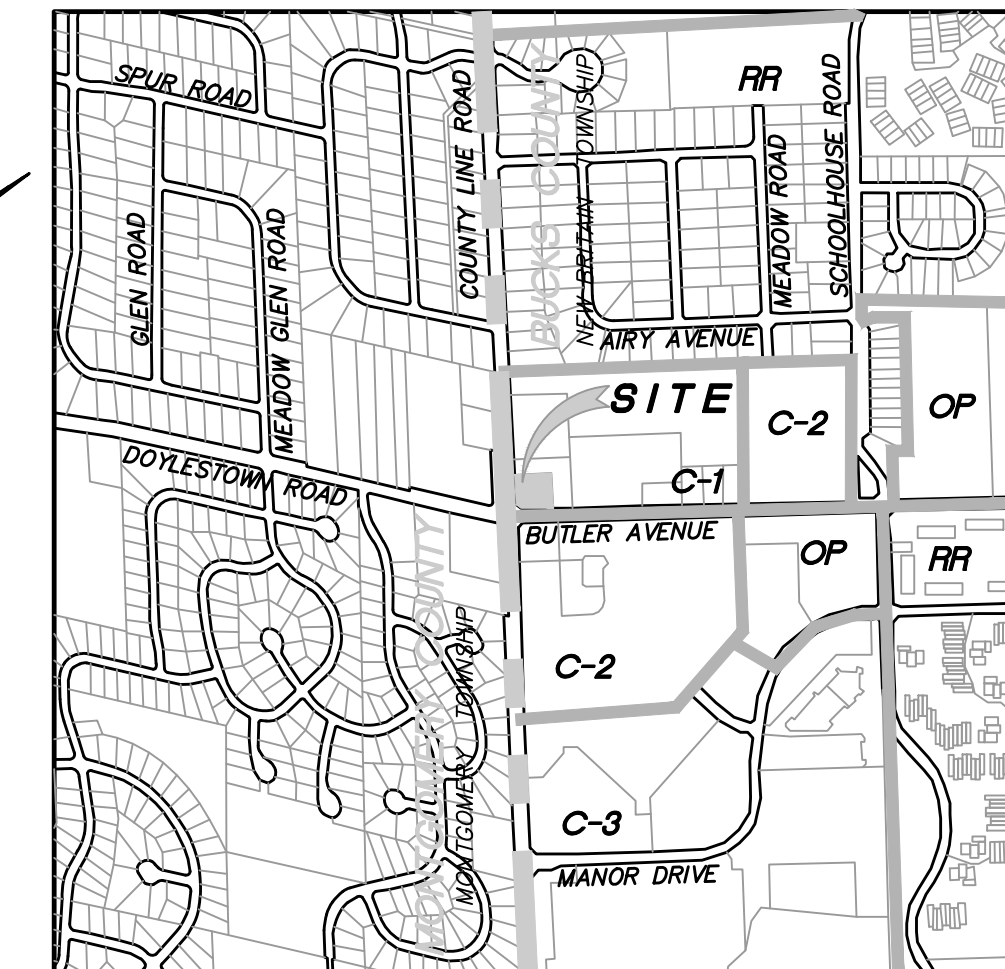 SPUR ROAD
COUNTY LINE ROAD
BUCKS COUNTY
NEW BRITAIN TOWNSHIP
RR
MEADOW ROAD
SCHOOLHOUSE ROAD
GLEN ROAD
MEADOW GLEN ROAD
AIRY AVENUE
SITE
C-2
OP
DOYLESTOWN ROAD
C-1
BUTLER AVENUE
OP
RR
MONTGOMERY COUNTY
MONTGOMERY TOWNSHIP
C-2
C-3
MANOR DRIVE